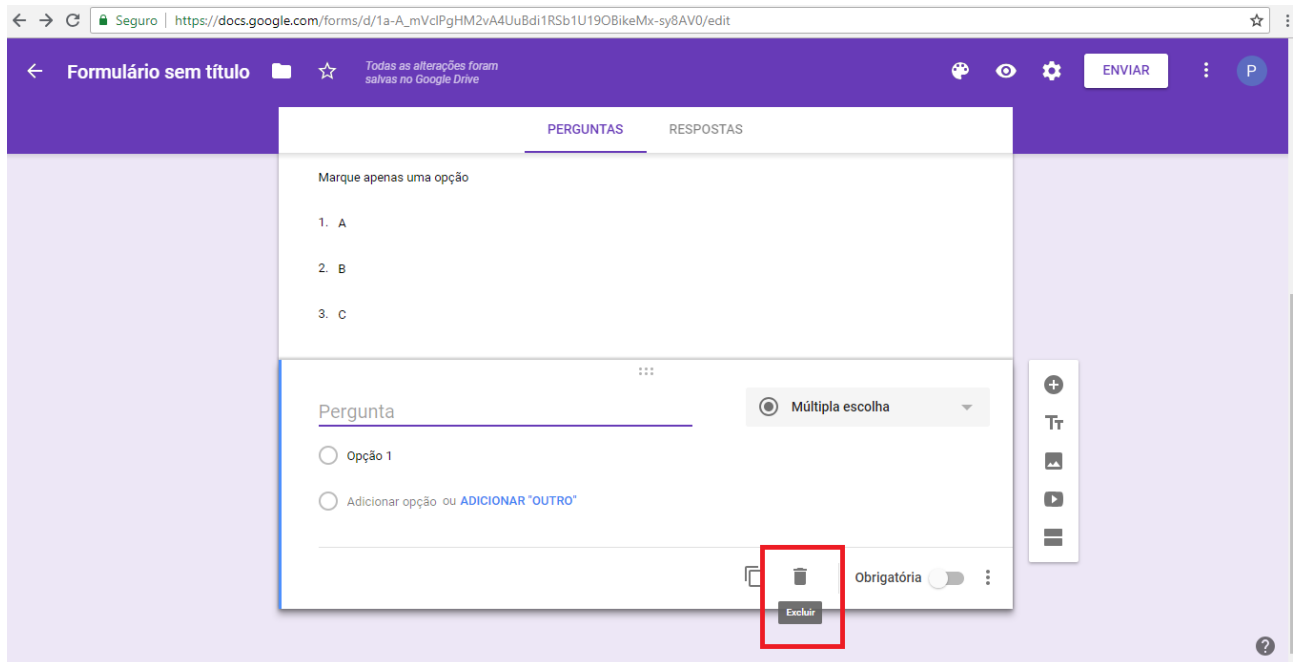 Seguro | https://docs.google.com/forms/d/1a-A_mVclPgHM2vA4UuBdi1RSb1U19OBikeMx-sy8AV0/edit
Formulário sem título
Todas as alterações foram
salvas no Google Drive
ENVIAR
P
PERGUNTAS RESPOSTAS
Marque apenas uma opção
1. A
2. B
3. C
Pergunta
Múltipla escolha
Opção 1
Adicionar opção ou ADICIONAR "OUTRO"
Obrigatória
Excluir